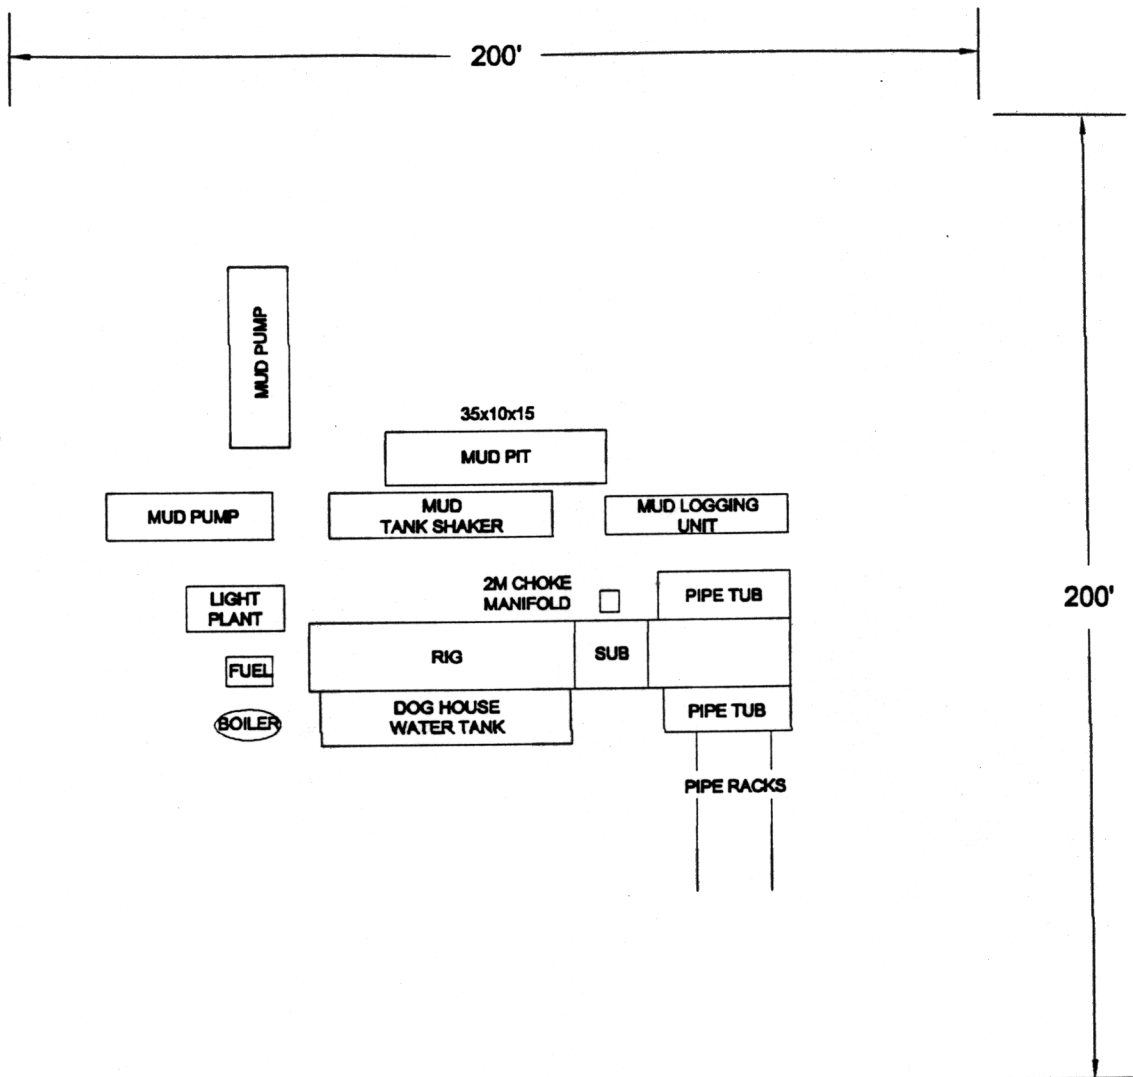 200'
MUD PUMP
35x10x15
MUD PIT
MUD PUMP
MUD
TANK SHAKER
MUD LOGGING
UNIT
2M CHOKE
MANIFOLD
PIPE TUB
LIGHT
PLANT
200'
RIG
SUB
FUEL
DOG HOUSE
WATER TANK
PIPE TUB
BOILER
PIPE RACKS